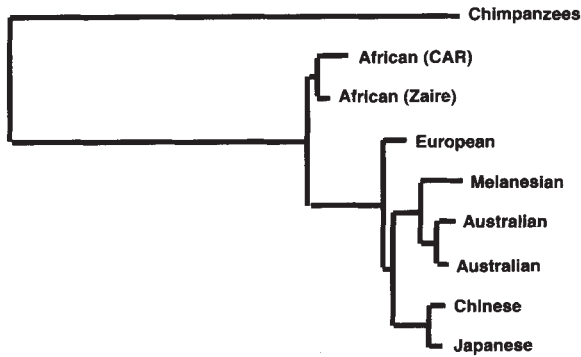 Chimpanzees
African (CAR)
African (Zaire)
European
Melanesian
Australian
Australian
Chinese
Japanese